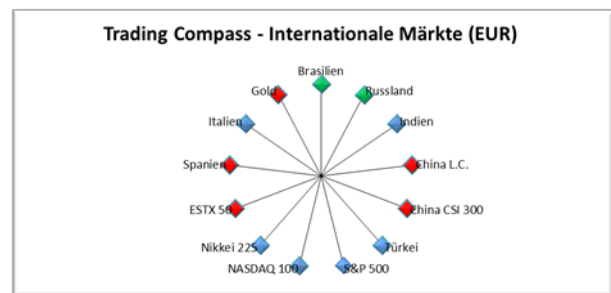 Trading Compass - Internationale Märkte (EUR)
Brasilien
Gold
Russland
Italien
Indien
Spanien
China L.C.
ESTX 50
China CSI 300
Nikkei 225
Türkei
NASDAQ 100
S&P 500